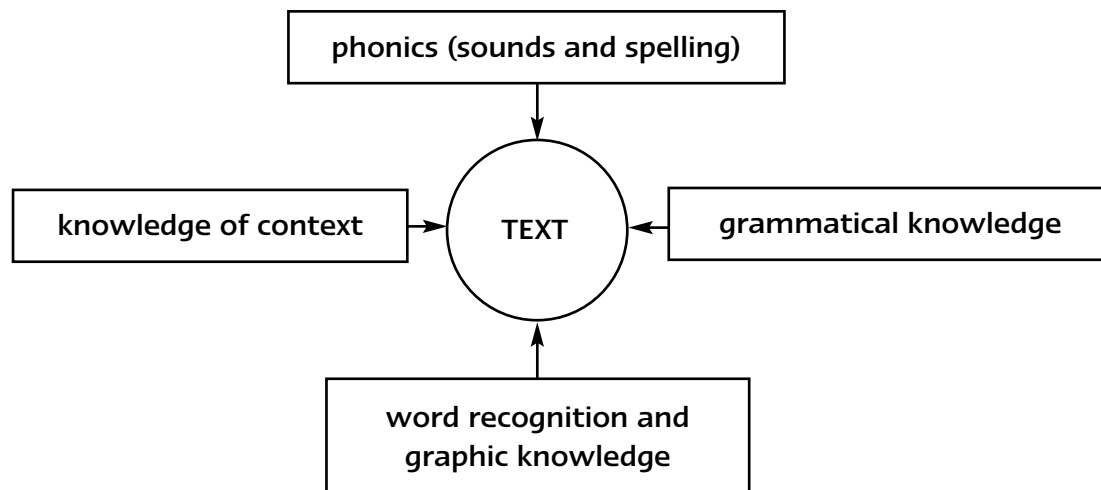 phonics (sounds and spelling)
knowledge of context
TEXT
grammatical knowledge
word recognition and
graphic knowledge